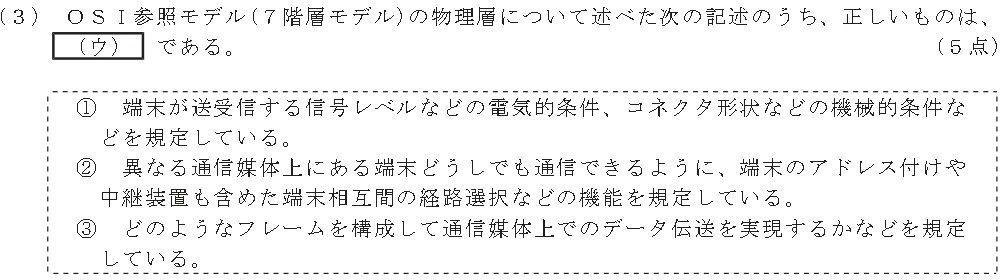 (３) ＯＳＩ参照モデル(７階層モデル)の物理層について述べた次の記述のうち、正しいものは、
(ウ) である。 (５点)
① 端末が送受信する信号レベルなどの電気的条件、コネクタ形状などの機械的条件な
どを規定している。
② 異なる通信媒体上にある端末どうしでも通信できるように、端末のアドレス付けや
中継装置も含めた端末相互間の経路選択などの機能を規定している。
③ どのようなフレームを構成して通信媒体上でのデータ伝送を実現するかなどを規定
している。